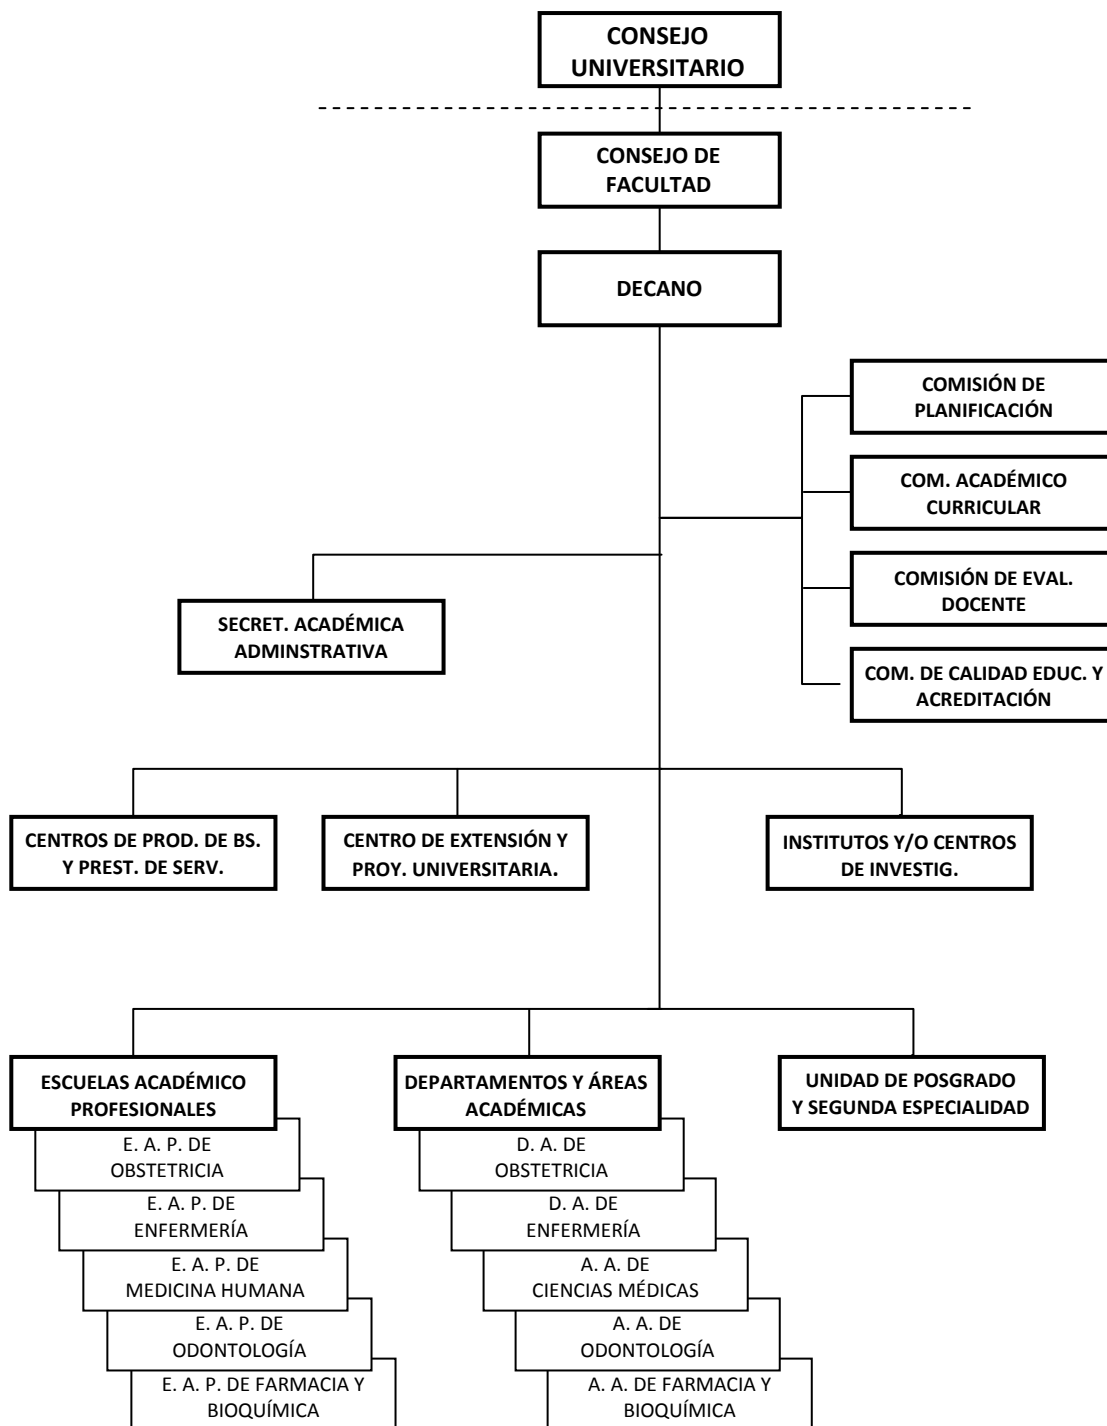 CONSEJO
UNIVERSITARIO
CONSEJO DE
FACULTAD
DECANO
COMISIÓN DE
PLANIFICACIÓN
COM. ACADÉMICO
CURRICULAR
COMISIÓN DE EVAL.
DOCENTE
COM. DE CALIDAD EDUC. Y
ACREDITACIÓN
SECRET. ACADÉMICA
ADMINSTRATIVA
CENTROS DE PROD. DE BS.
Y PREST. DE SERV.
CENTRO DE EXTENSIÓN Y
PROY. UNIVERSITARIA.
INSTITUTOS Y/O CENTROS
DE INVESTIG.
ESCUELAS ACADÉMICO
PROFESIONALES
E. A. P. DE
OBSTETRICIA
E. A. P. DE
ENFERMERÍA
E. A. P. DE
MEDICINA HUMANA
E. A. P. DE
ODONTOLOGÍA
E. A. P. DE FARMACIA Y
BIOQUÍMICA
DEPARTAMENTOS Y ÁREAS
ACADÉMICAS
D. A. DE
OBSTETRICIA
D. A. DE
ENFERMERÍA
A. A. DE
CIENCIAS MÉDICAS
A. A. DE
ODONTOLOGÍA
A. A. DE FARMACIA Y
BIOQUÍMICA
UNIDAD DE POSGRADO
Y SEGUNDA ESPECIALIDAD